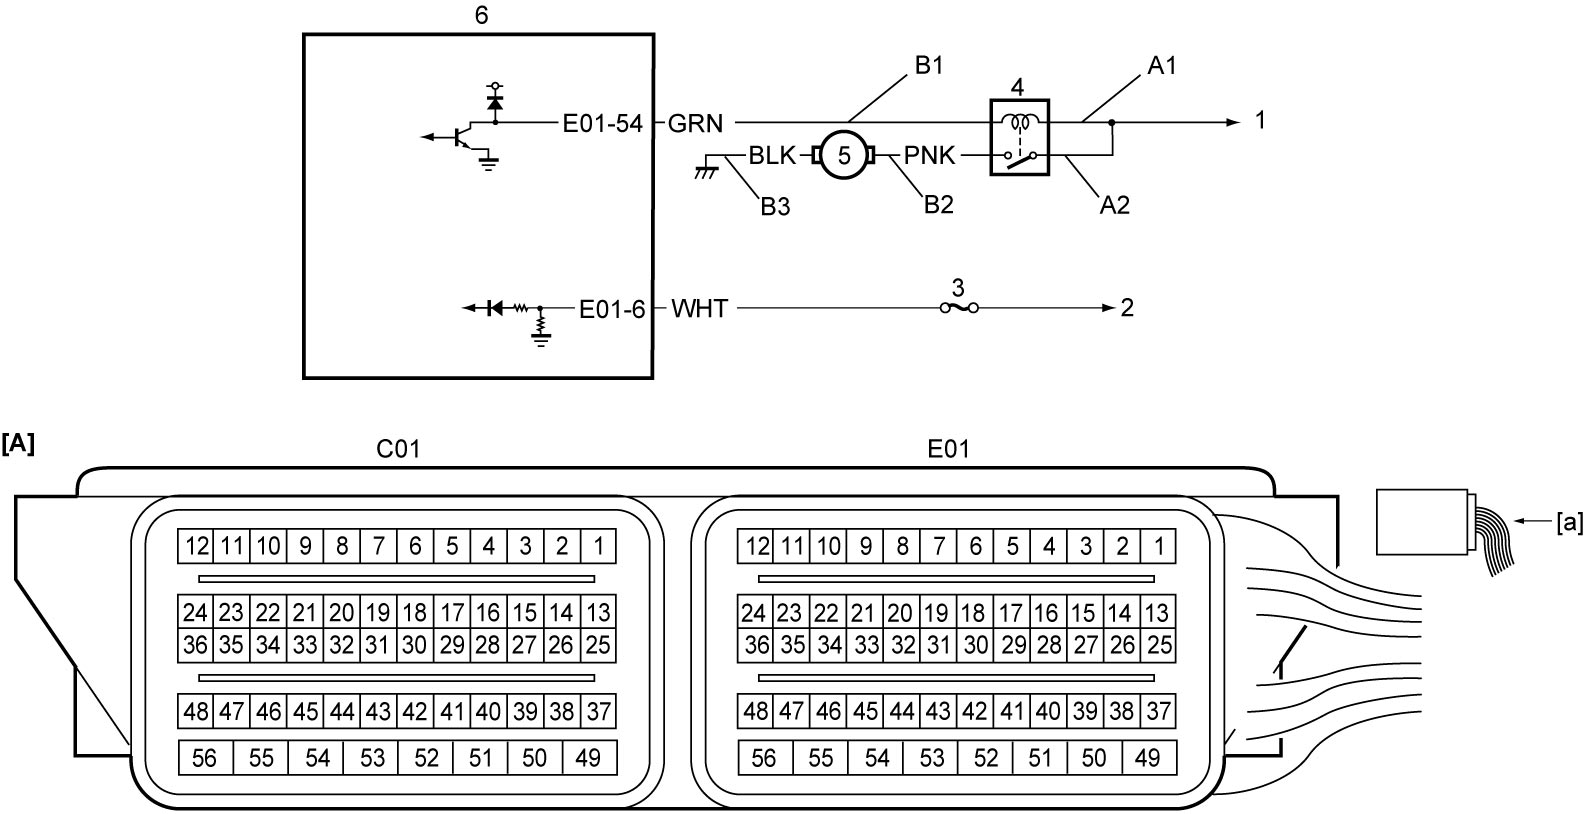 6
B1
A1
4
E01-54
GRN
1
BLK
5
PNK
B3
B2
A2
3
E01-6
WHT
2
[A]
C01
E01
[a]
12 11 10 9 8 7 6 5 4 3 2 1
12 11 10 9 8 7 6 5 4 3 2 1
24 23 22 21 20 19 18 17 16 15 14 13
24 23 22 21 20 19 18 17 16 15 14 13
36 35 34 33 32 31 30 29 28 27 26 25
36 35 34 33 32 31 30 29 28 27 26 25
48 47 46 45 44 43 42 41 40 39 38 37
48 47 46 45 44 43 42 41 40 39 38 37
56 55 54 53 52 51 50 49
56 55 54 53 52 51 50 49